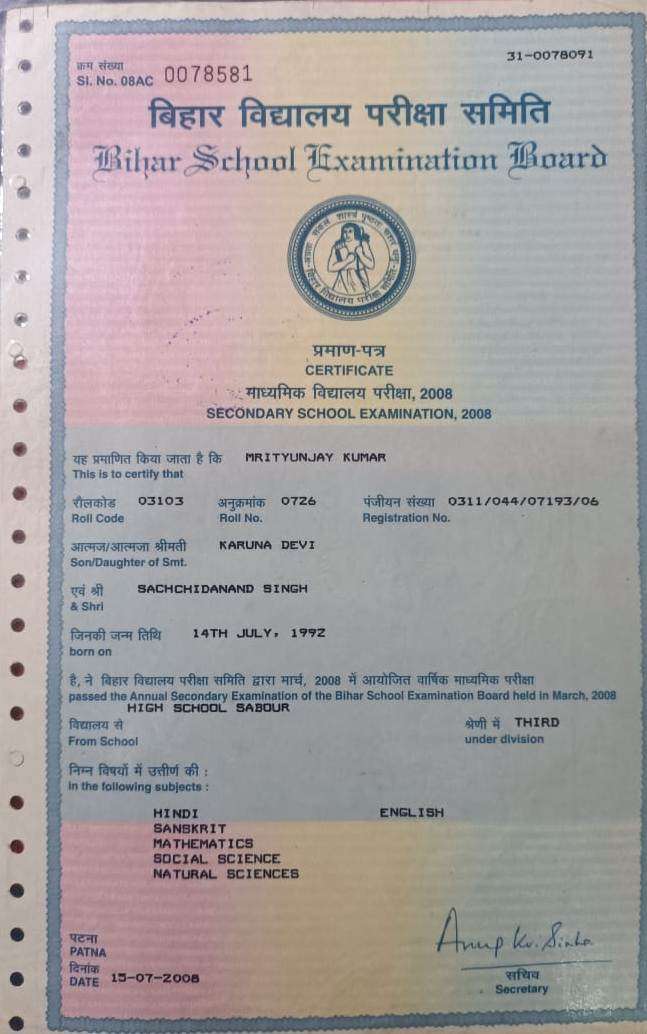 क्रम संख्या
Sl. No. 08AC 0078581
31-0078091
बिहार विद्यालय परीक्षा समिति
Bihar School Examination Board
बिहार विद्यालय परीक्षा समिति
प्रमाण-पत्र
CERTIFICATE
माध्यमिक विद्यालय परीक्षा, 2008
SECONDARY SCHOOL EXAMINATION, 2008
यह प्रमाणित किया जाता है कि MRITYUNJAY KUMAR
This is to certify that
रौलकोड 03103 अनुक्रमांक 0726 पंजीयन संख्या 0311/044/07193/06
Roll Code Roll No. Registration No.
आत्मज/आत्मजा श्रीमती KARUNA DEVI
Son/Daughter of Smt.
एवं श्री SACHCHIDANAND SINGH
& Shri
जिनकी जन्म तिथि 14TH JULY, 1992
born on
है, ने बिहार विद्यालय परीक्षा समिति द्वारा मार्च, 2008 में आयोजित वार्षिक माध्यमिक परीक्षा
passed the Annual Secondary Examination of the Bihar School Examination Board held in March, 2008
HIGH SCHOOL SABOUR
विद्यालय से श्रेणी में THIRD
From School under division
निम्न विषयों में उत्तीर्ण की :
in the following subjects :
HINDI ENGLISH
SANSKRIT
MATHEMATICS
SOCIAL SCIENCE
NATURAL SCIENCES
Anup Kr. Sinha
पटना
PATNA
दिनांक
DATE 15-07-2008
सचिव
Secretary